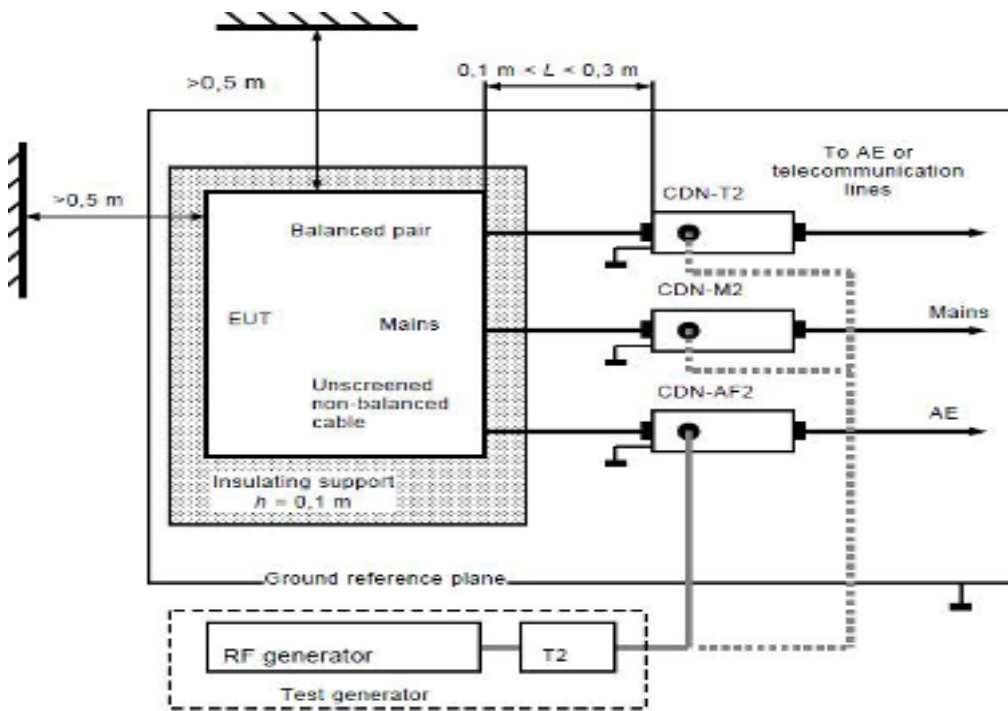 >0,5 m
0,1 m < L < 0,3 m
>0,5 m
To AE or
telecommunication
lines
CDN-T2
Balanced pair
CDN-M2
EUT
Mains
Mains
Unscreened
non-balanced
cable
CDN-AF2
AE
Insulating support
h = 0,1 m
Ground reference plane
RF generator
T2
Test generator